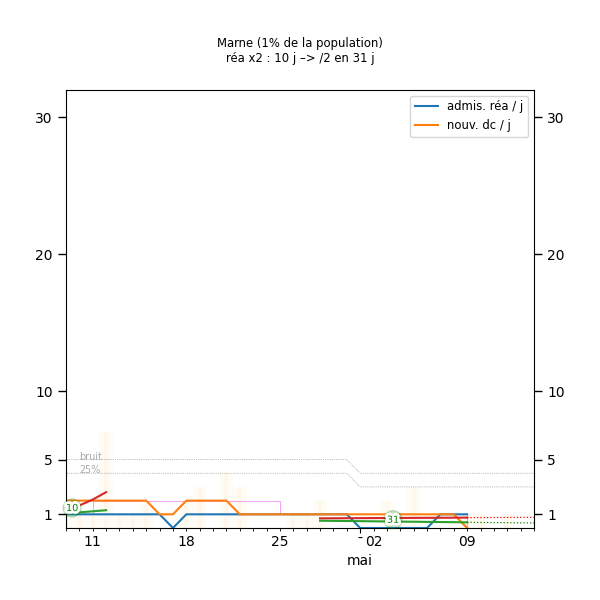 Marne (1% de la population)
réa x2 : 10 j –> /2 en 31 j
admis. réa / j
nouv. dc / j
30 30
20 20
10 10
5 5
1 1
bruit
25%
10
31
11 18 25 - 02 09
mai